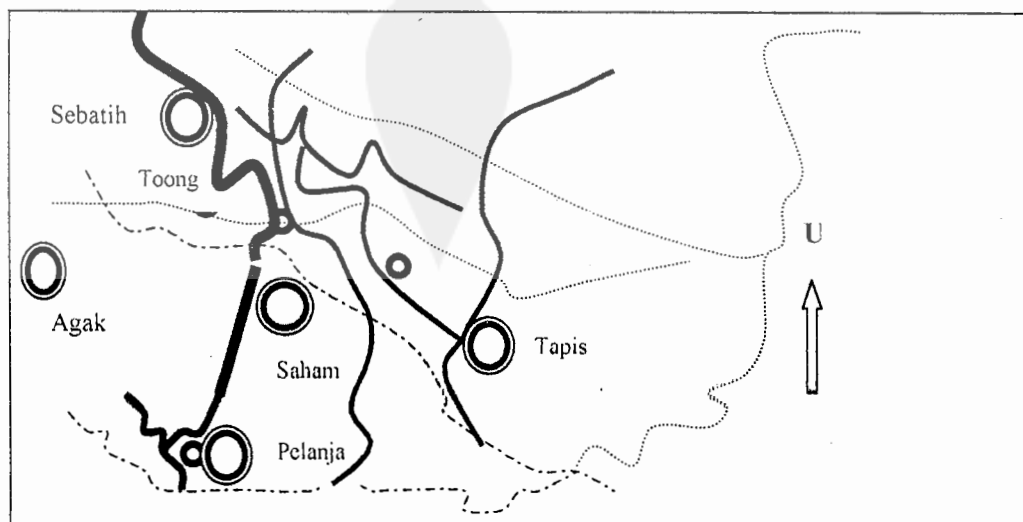 Sebatih
Toong
U
Agak
Tapis
Saham
Pelanja